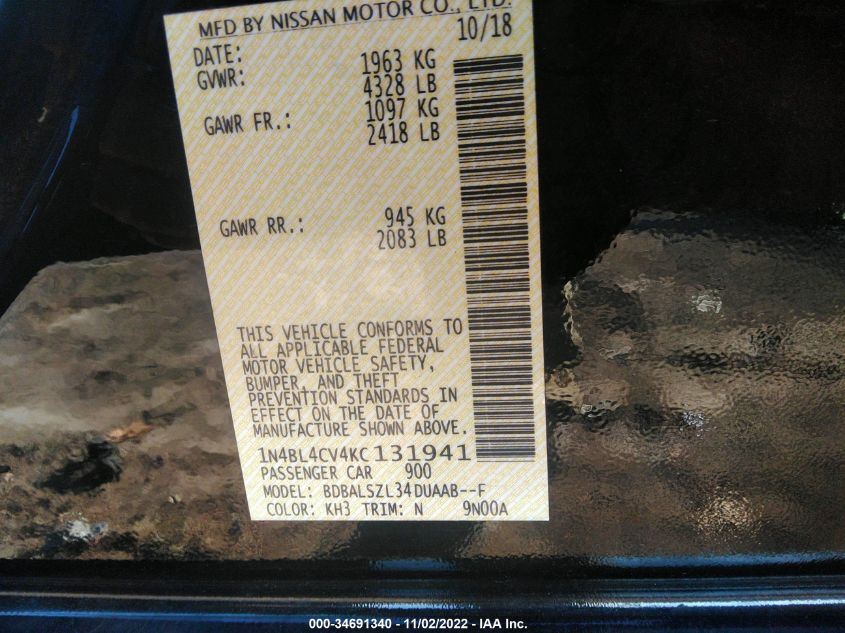 MFD BY NISSAN MOTOR CO., LTD.
DATE: 10/18
GVWR: 1963 KG
4328 LB
GAWR FR.: 1097 KG
2418 LB
GAWR RR.: 945 KG
2083 LB
THIS VEHICLE CONFORMS TO
ALL APPLICABLE FEDERAL
MOTOR VEHICLE SAFETY,
BUMPER, AND THEFT
PREVENTION STANDARDS IN
EFFECT ON THE DATE OF
MANUFACTURE SHOWN ABOVE.
1N4BL4CV4KC131941
PASSENGER CAR 900
MODEL: BDBALSZL34DUAAB--F
COLOR: KH3 TRIM: N 9N00A
000-34691340 - 11/02/2022 - IAA Inc.